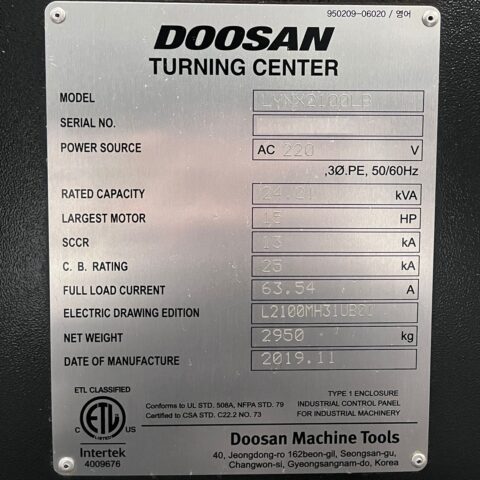 950209-06020 / 영어
DOOSAN
TURNING CENTER
MODEL LYNX2100LB
SERIAL NO.
POWER SOURCE AC 220 V
,3Ø.PE, 50/60Hz
RATED CAPACITY 24.21 kVA
LARGEST MOTOR 15 HP
SCCR 13 kA
C. B. RATING 25 kA
FULL LOAD CURRENT 63.54 A
ELECTRIC DRAWING EDITION
NET WEIGHT 2950 kg
DATE OF MANUFACTURE 2019.11
ETL CLASSIFIED
C ETL US
LISTED
Intertek
4009676
Conforms to UL STD. 508A, NFPA STD. 79
Certified to CSA STD. C22.2 NO. 73
TYPE 1 ENCLOSURE
INDUSTRIAL CONTROL PANEL
FOR INDUSTRIAL MACHINERY
Doosan Machine Tools
40, Jeongdong-ro 162beon-gil, Seongsan-gu,
Changwon-si, Gyeongsangnam-do, Korea